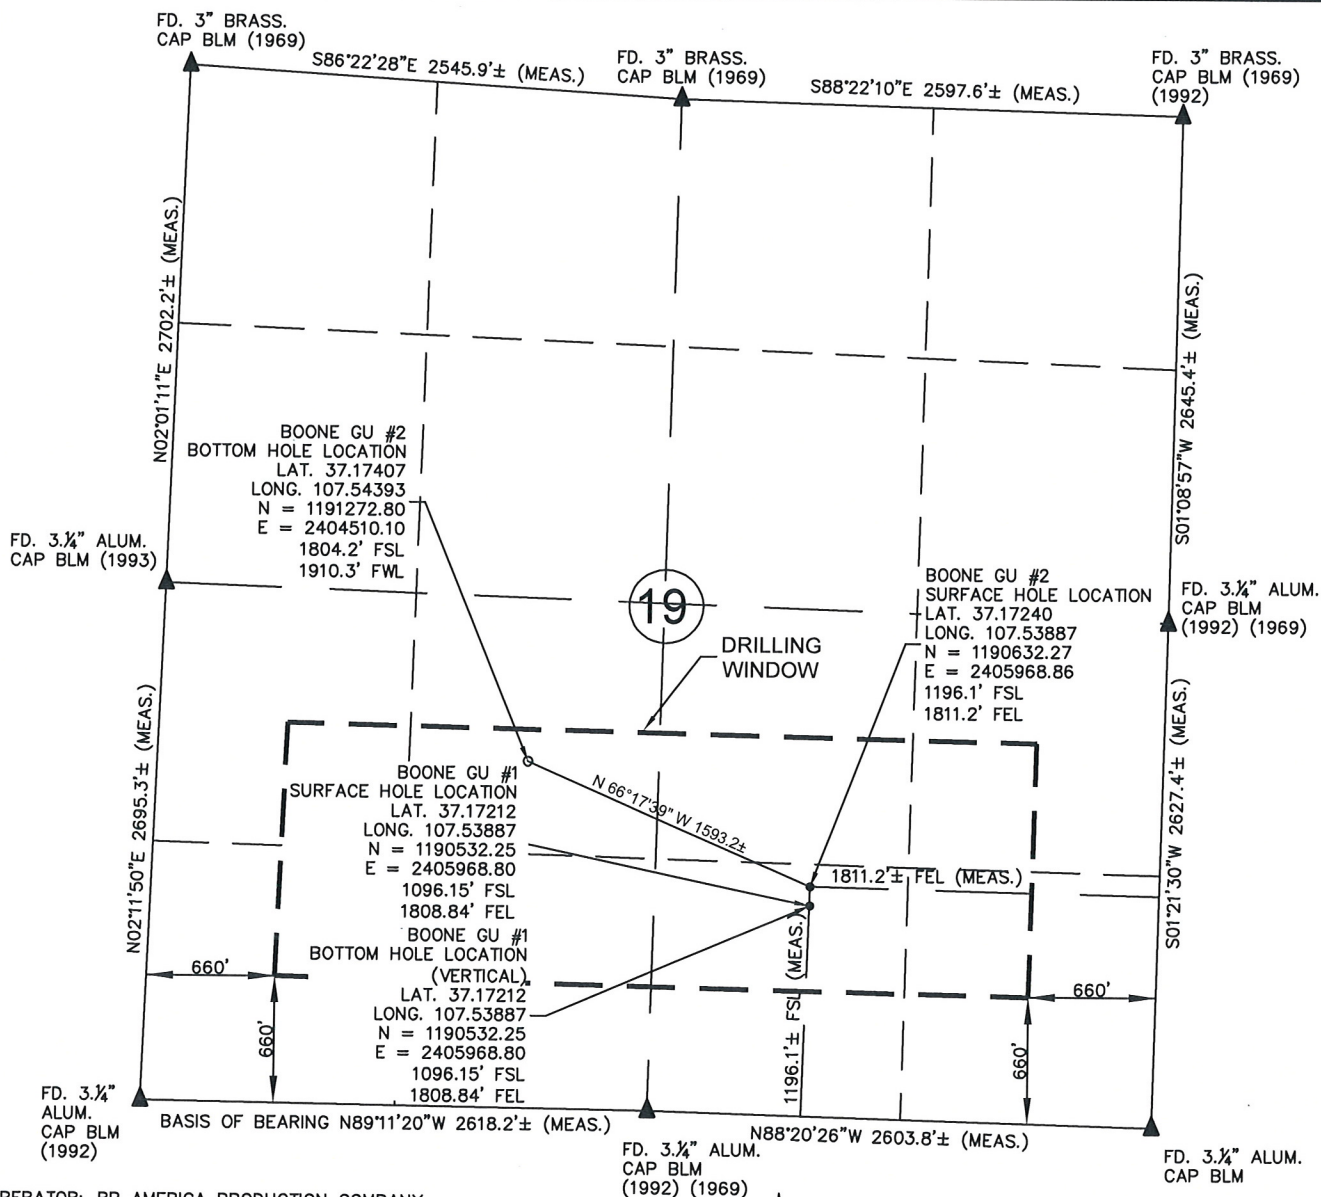 FD. 3" BRASS.
CAP BLM (1969)
S86°22'28"E 2545.9'± (MEAS.)
FD. 3" BRASS.
CAP BLM (1969)
S88°22'10"E 2597.6'± (MEAS.)
FD. 3" BRASS.
CAP BLM (1969)
(1992)
N02°01'11"E 2702.2'± (MEAS.)
S01°08'57"W 2645.4'± (MEAS.)
BOONE GU #2
BOTTOM HOLE LOCATION
LAT. 37.17407
LONG. 107.54393
N = 1191272.80
E = 2404510.10
1804.2' FSL
1910.3' FWL
FD. 3.¼" ALUM.
CAP BLM (1993)
19
DRILLING
WINDOW
BOONE GU #2
SURFACE HOLE LOCATION
LAT. 37.17240
LONG. 107.53887
N = 1190632.27
E = 2405968.86
1196.1' FSL
1811.2' FEL
FD. 3.¼" ALUM.
CAP BLM
(1992) (1969)
N02°11'50"E 2695.3'± (MEAS.)
S01°21'30"W 2627.4'± (MEAS.)
N 66°17'39" W 1593.2±
BOONE GU #1
SURFACE HOLE LOCATION
LAT. 37.17212
LONG. 107.53887
N = 1190532.25
E = 2405968.80
1096.15' FSL
1808.84' FEL
1811.2'± FEL (MEAS.)
BOONE GU #1
BOTTOM HOLE LOCATION
(VERTICAL)
LAT. 37.17212
LONG. 107.53887
N = 1190532.25
E = 2405968.80
1096.15' FSL
1808.84' FEL
1196.1'± FSL (MEAS.)
660'
660'
660'
660'
FD. 3.¼"
ALUM.
CAP BLM
(1992)
BASIS OF BEARING N89°11'20"W 2618.2'± (MEAS.)
FD. 3.¼" ALUM.
CAP BLM
(1992) (1969)
N88°20'26"W 2603.8'± (MEAS.)
FD. 3.¼" ALUM.
CAP BLM